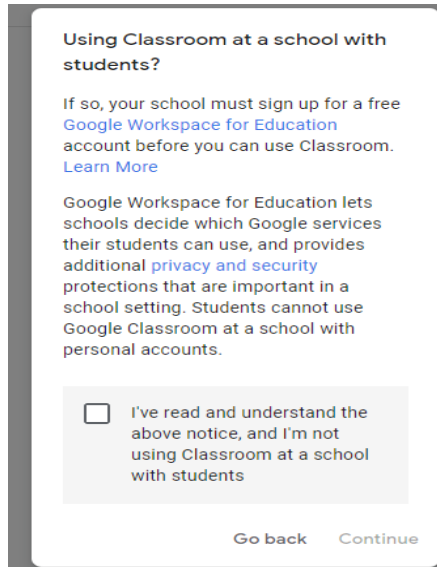 Using Classroom at a school with
students?
If so, your school must sign up for a free
Google Workspace for Education
account before you can use Classroom.
Learn More
Google Workspace for Education lets
schools decide which Google services
their students can use, and provides
additional privacy and security
protections that are important in a
school setting. Students cannot use
Google Classroom at a school with
personal accounts.
I've read and understand the
above notice, and I'm not
using Classroom at a school
with students
Go back Continue